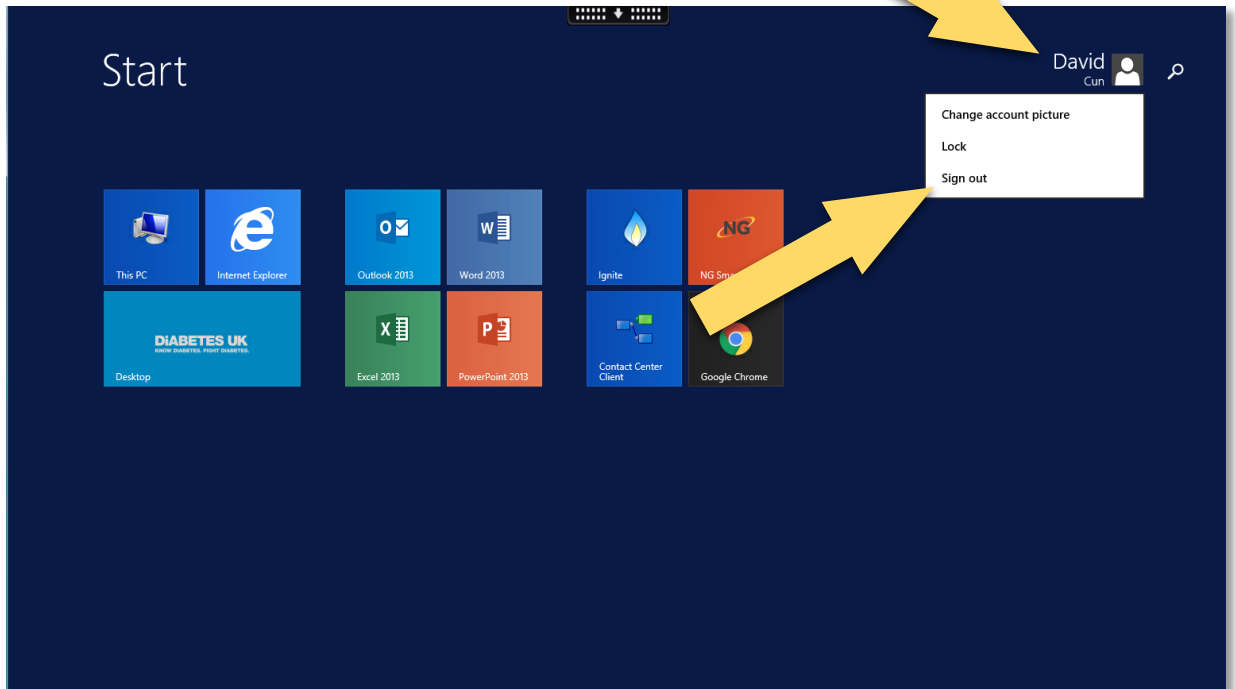 Start
David
Cun
Change account picture
Lock
Sign out
This PC
Internet Explorer
Outlook 2013
Word 2013
Ignite
NG
NG
DiABETES UK
KNOW DIABETES. FIGHT DIABETES.
Desktop
Excel 2013
PowerPoint 2013
Contact Center
Client
Google Chrome